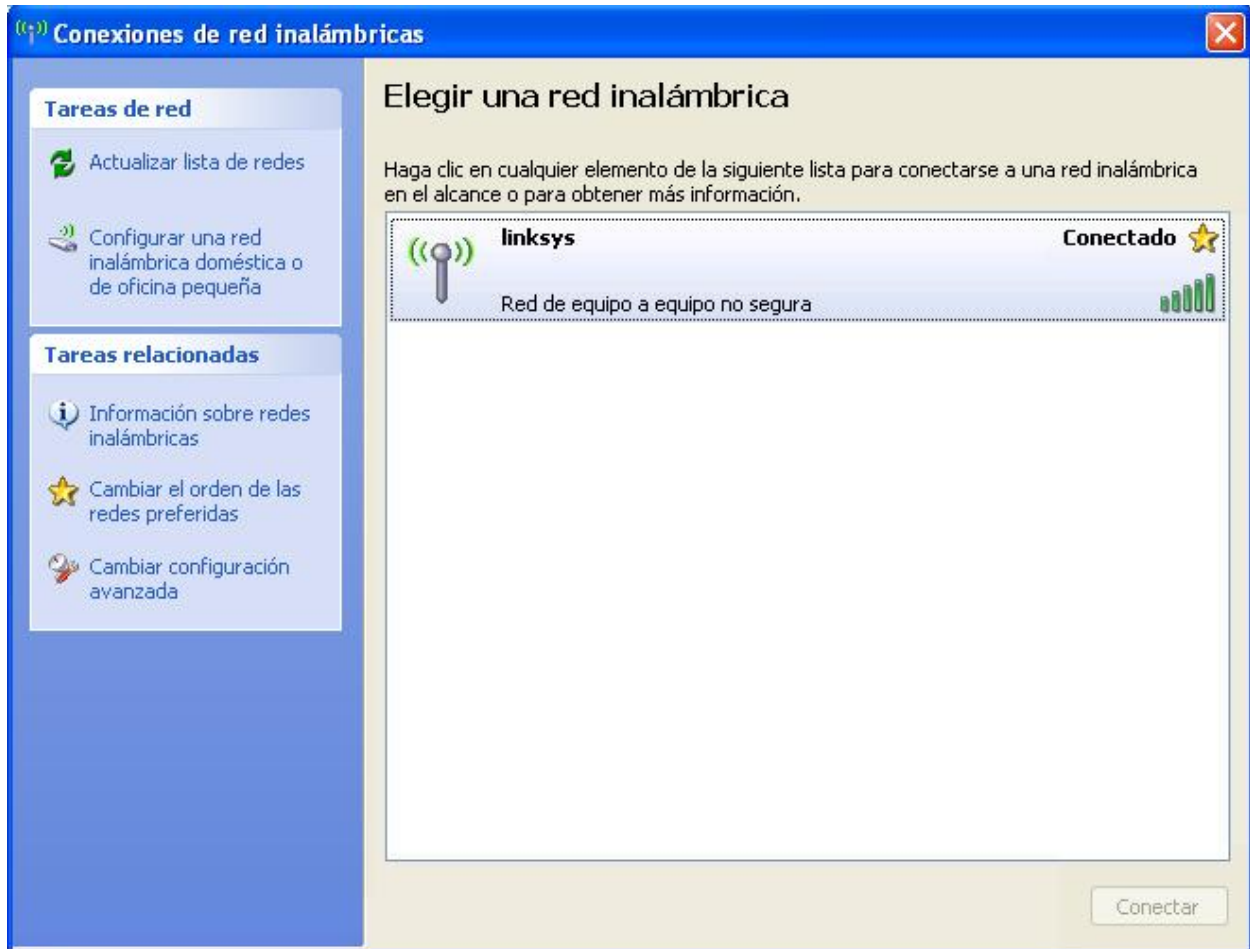 Conexiones de red inalámbricas
Tareas de red
Actualizar lista de redes
Configurar una red
inalámbrica doméstica o
de oficina pequeña
Tareas relacionadas
Información sobre redes
inalámbricas
Cambiar el orden de las
redes preferidas
Cambiar configuración
avanzada
Elegir una red inalámbrica
Haga clic en cualquier elemento de la siguiente lista para conectarse a una red inalámbrica
en el alcance o para obtener más información.
linksys
Conectado
Red de equipo a equipo no segura
Conectar